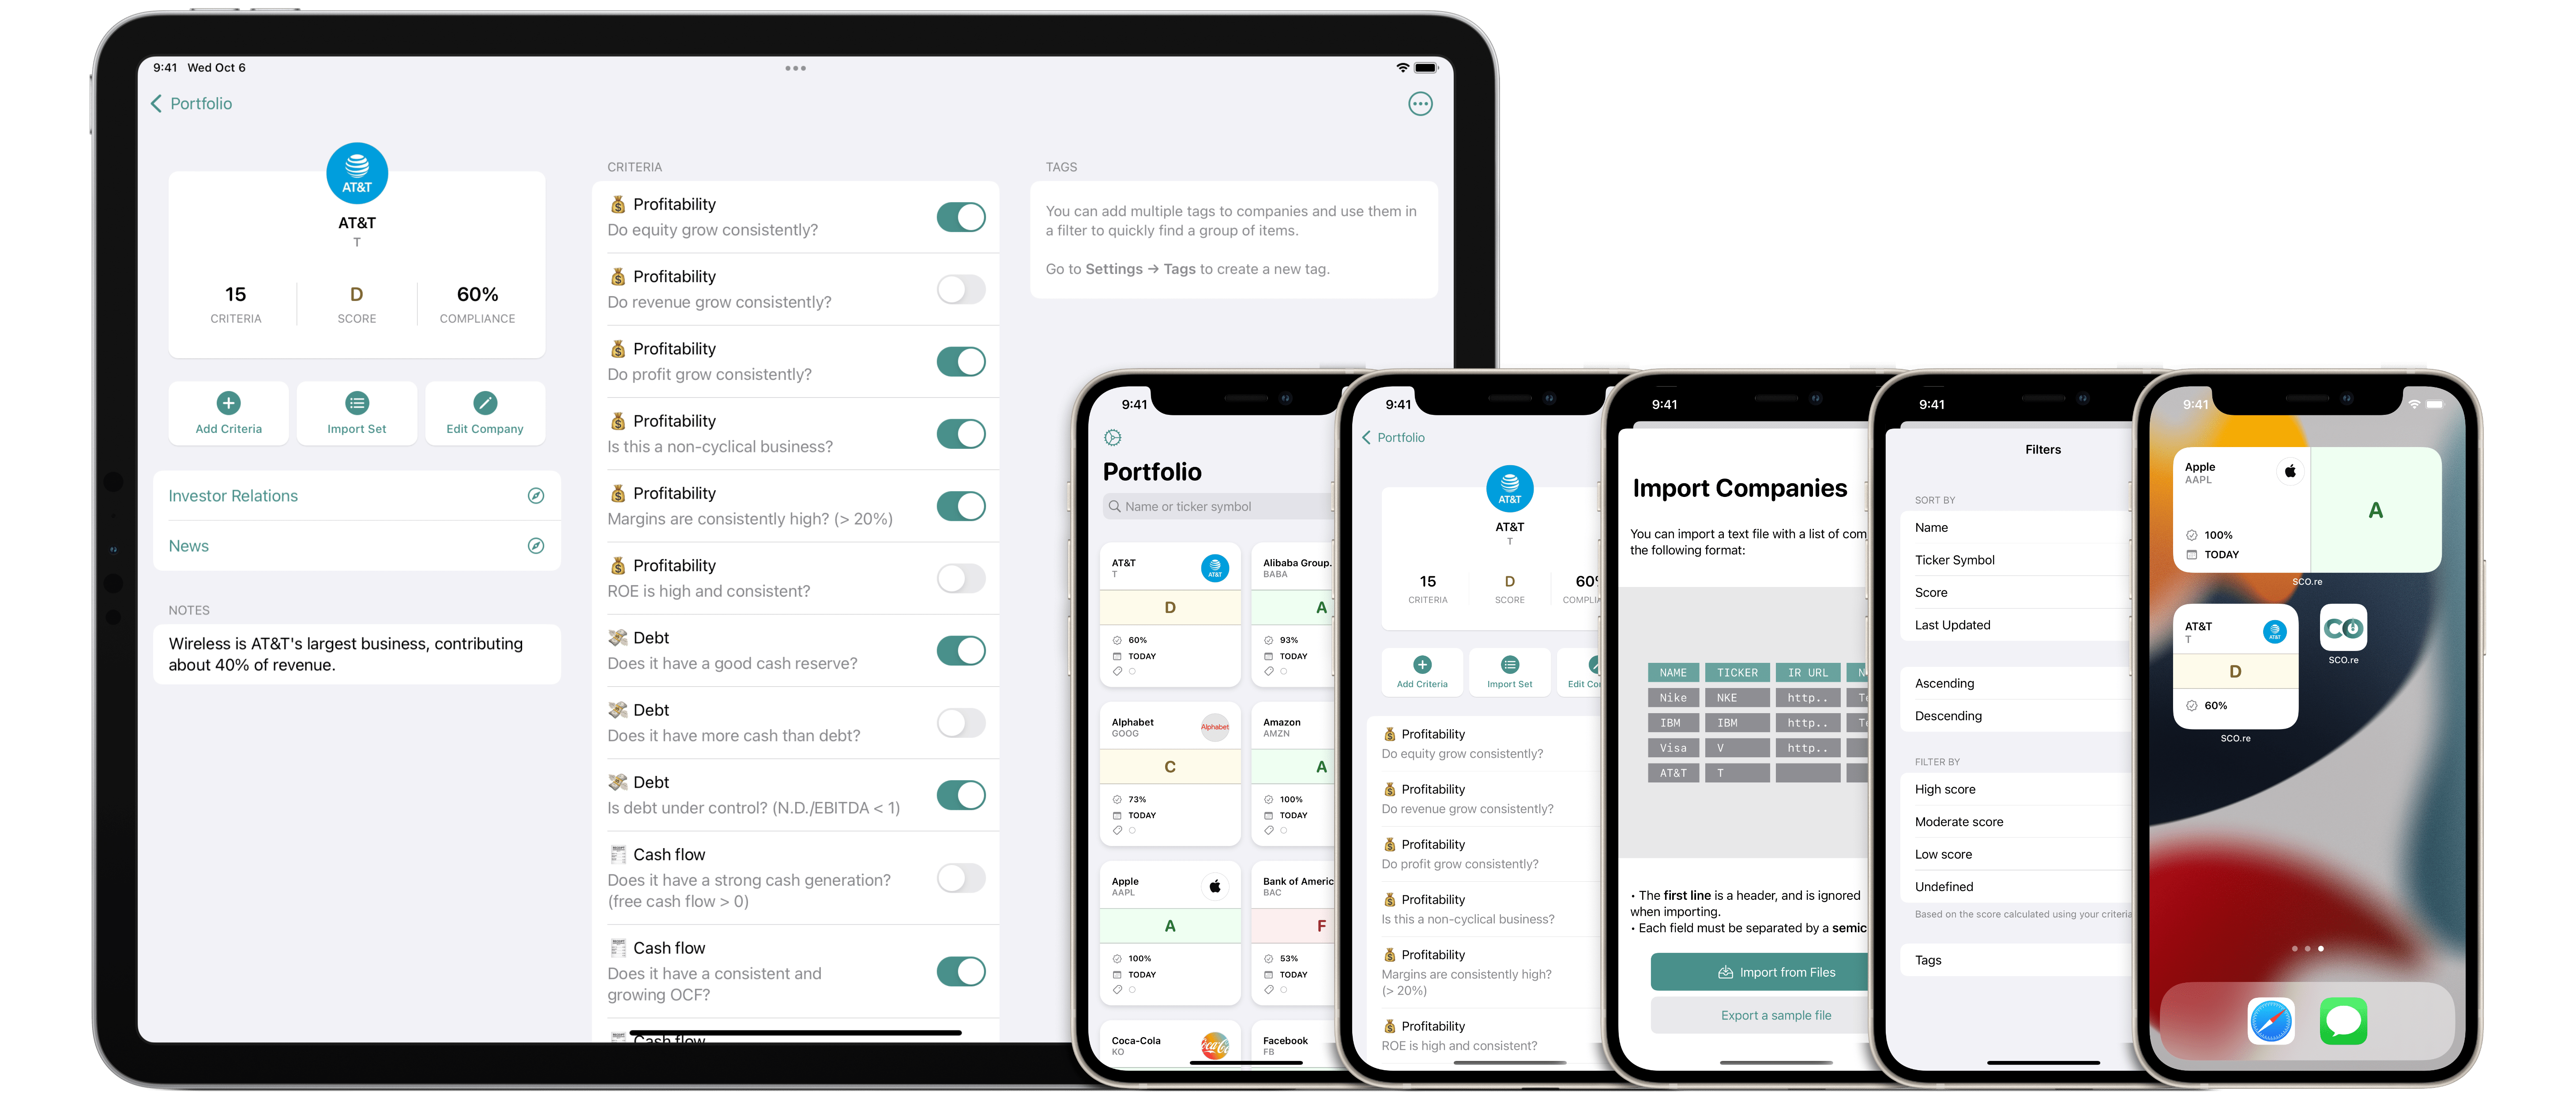 9:41 Wed Oct 6
Portfolio
AT&T
AT&T
T
15
CRITERIA
D
SCORE
60%
COMPLIANCE
Add Criteria
Import Set
Edit Company
Investor Relations
News
NOTES
Wireless is AT&T's largest business, contributing
about 40% of revenue.
CRITERIA
Profitability
Do equity grow consistently?
Profitability
Do revenue grow consistently?
Profitability
Do profit grow consistently?
Profitability
Is this a non-cyclical business?
Profitability
Margins are consistently high? (> 20%)
Profitability
ROE is high and consistent?
Debt
Does it have a good cash reserve?
Debt
Does it have more cash than debt?
Debt
Is debt under control? (N.D./EBITDA < 1)
Cash flow
Does it have a strong cash generation?
(free cash flow > 0)
Cash flow
Does it have a consistent and
growing OCF?
Cash flow
TAGS
You can add multiple tags to companies and use them in
a filter to quickly find a group of items.
Go to Settings → Tags to create a new tag.
9:41
Portfolio
Name or ticker symbol
AT&T
T
AT&T
D
60%
TODAY
Alibaba Group.
BABA
A
93%
TODAY
Alphabet
GOOG
Alphabet
C
73%
TODAY
Amazon
AMZN
A
100%
TODAY
Apple
AAPL
A
100%
TODAY
Bank of Americ
BAC
F
53%
TODAY
Coca-Cola
KO
Facebook
FB
9:41
Portfolio
AT&T
AT&T
T
15
CRITERIA
D
SCORE
60%
COMPLI
Add Criteria
Import Set
Edit Co
Profitability
Do equity grow consistently?
Profitability
Do revenue grow consistently?
Profitability
Do profit grow consistently?
Profitability
Is this a non-cyclical business?
Profitability
Margins are consistently high?
(> 20%)
Profitability
ROE is high and consistent?
9:41
Import Companies
You can import a text file with a list of com
the following format:
NAME TICKER IR URL N
Nike NKE http.. Te
IBM IBM http.. Te
Visa V http..
AT&T T
• The first line is a header, and is ignored
when importing.
• Each field must be separated by a semic
Import from Files
Export a sample file
9:41
Filters
SORT BY
Name
Ticker Symbol
Score
Last Updated
Ascending
Descending
FILTER BY
High score
Moderate score
Low score
Undefined
Based on the score calculated using your criteria
Tags
9:41
Apple
AAPL
100%
TODAY
A
SCO.re
AT&T
T
AT&T
D
60%
SCO.re
CO
SCO.re